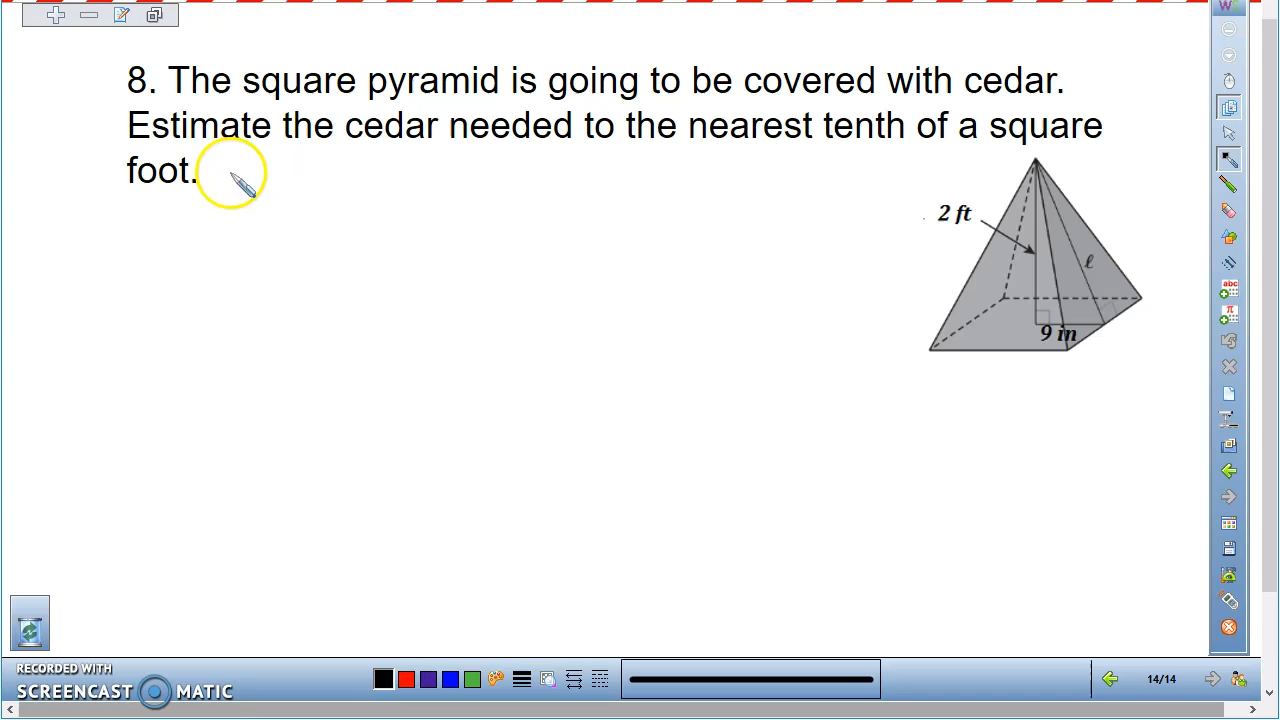 8. The square pyramid is going to be covered with cedar.
Estimate the cedar needed to the nearest tenth of a square
foot.
2 ft
ℓ
9 in
W
abc
π
RECORDED WITH
SCREENCAST MATIC
14/14